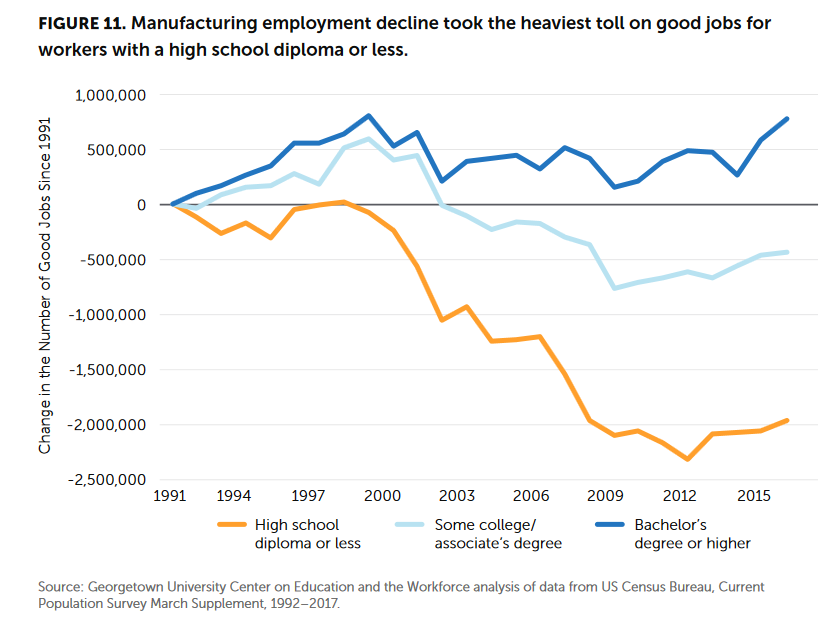 FIGURE 11. Manufacturing employment decline took the heaviest toll on good jobs for
workers with a high school diploma or less.
Change in the Number of Good Jobs Since 1991
1,000,000
500,000
0
-500,000
-1,000,000
-1,500,000
-2,000,000
-2,500,000
1991 1994 1997 2000 2003 2006 2009 2012 2015
High school
diploma or less
Some college/
associate's degree
Bachelor's
degree or higher
Source: Georgetown University Center on Education and the Workforce analysis of data from US Census Bureau, Current
Population Survey March Supplement, 1992–2017.